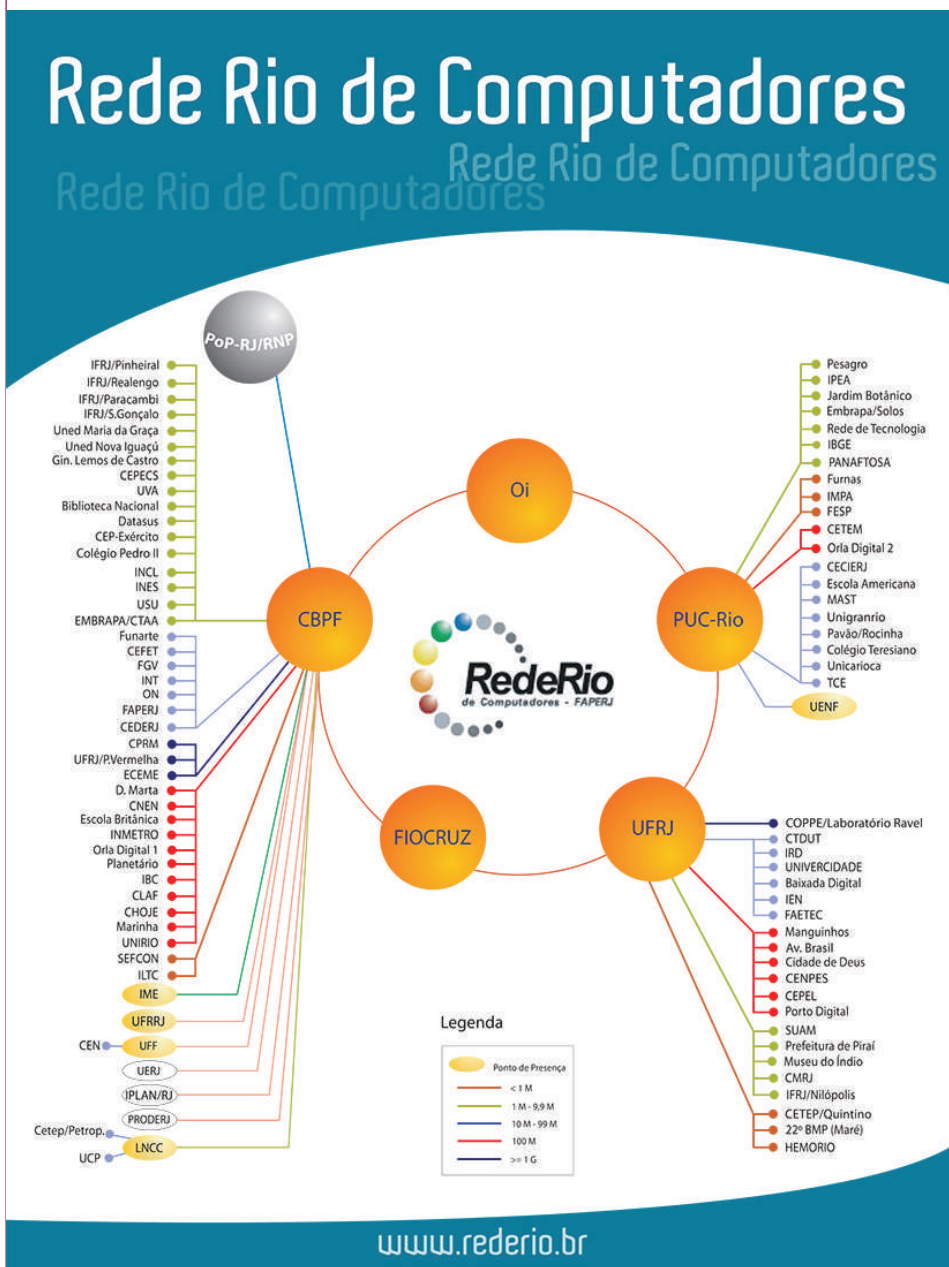 Rede Rio de Computadores
Rede Rio de Computadores
Rede Rio de Computadores
PoP-RJ/RNP
IFRJ/Pinheiral
IFRJ/Realengo
IFRJ/Paracambi
IFRJ/S.Gonçalo
Uned Maria da Graça
Uned Nova Iguaçú
Gin. Lemos de Castro
CEPECS
UVA
Biblioteca Nacional
Datasus
CEP-Exército
Colégio Pedro II
INCL
INES
USU
EMBRAPA/CTAA
Funarte
CEFET
FGV
INT
ON
FAPERJ
CEDERJ
CPRM
UFRJ/P.Vermelha
ECEME
D. Marta
CNEN
Escola Britânica
INMETRO
Orla Digital 1
Planetário
IBC
CLAF
CHOJE
Marinha
UNIRIO
SEFCON
ILTC
IME
UFRRJ
CEN
UFF
UERJ
IPLAN/RJ
PRODERJ
Cetep/Petrop.
LNCC
UCP
Oi
CBPF
PUC-Rio
FIOCRUZ
UFRJ
RedeRio
de Computadores - FAPERJ
Pesagro
IPEA
Jardim Botânico
Embrapa/Solos
Rede de Tecnologia
IBGE
PANAFTOSA
Furnas
IMPA
FESP
CETEM
Orla Digital 2
CECIERJ
Escola Americana
MAST
Unigranrio
Pavão/Rocinha
Colégio Teresiano
Unicarioca
TCE
UENF
COPPE/Laboratório Ravel
CTDUT
IRD
UNIVERCIDADE
Baixada Digital
IEN
FAETEC
Manguinhos
Av. Brasil
Cidade de Deus
CENPES
CEPEL
Porto Digital
SUAM
Prefeitura de Piraí
Museu do Índio
CMRJ
IFRJ/Nilópolis
CETEP/Quintino
22º BMP (Maré)
HEMORIO
Legenda
Ponto de Presença
< 1 M
1 M - 9,9 M
10 M - 99 M
100 M
>= 1 G
www.rederio.br